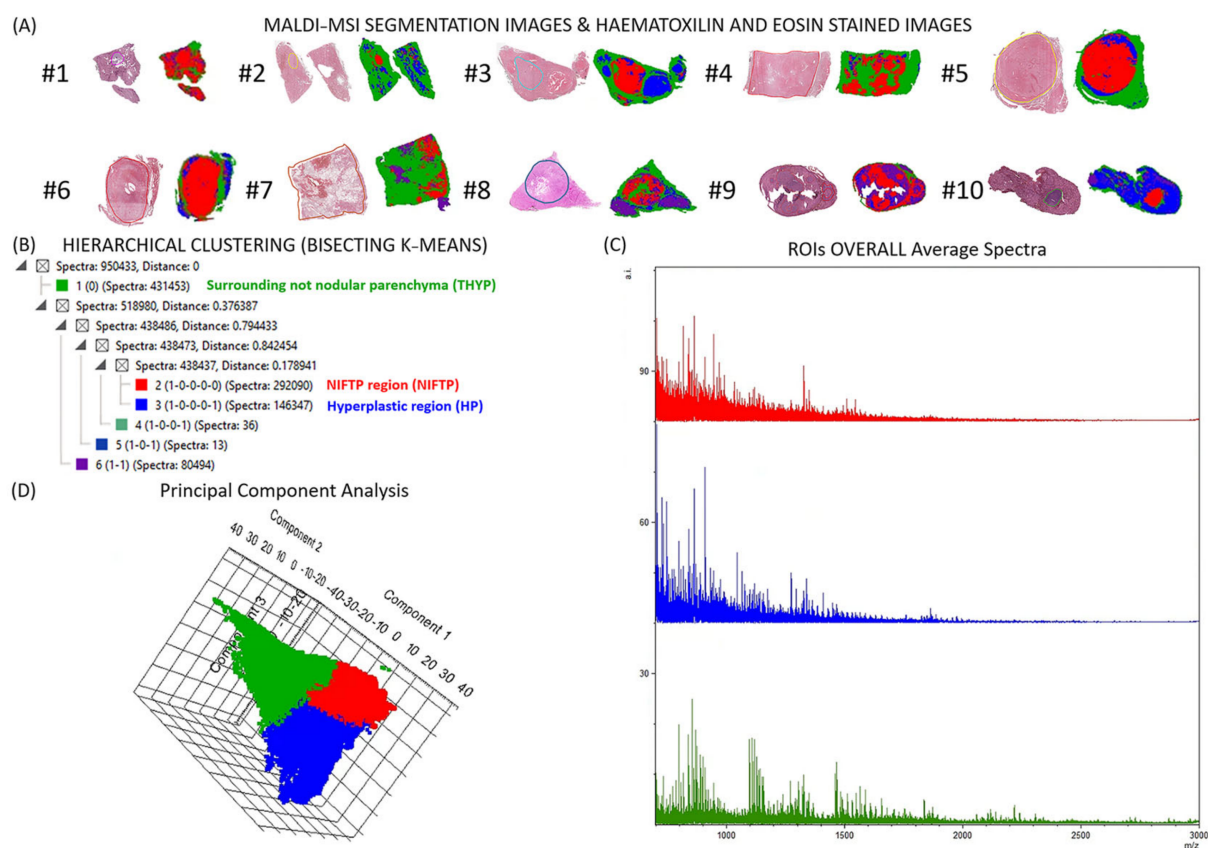 (A) MALDI–MSI SEGMENTATION IMAGES & HAEMATOXILIN AND EOSIN STAINED IMAGES
#1 #2 #3 #4 #5
#6 #7 #8 #9 #10
(B) HIERARCHICAL CLUSTERING (BISECTING K–MEANS)
Spectra: 950433, Distance: 0
1 (0) (Spectra: 431453) Surrounding not nodular parenchyma (THYP)
Spectra: 518980, Distance: 0.376387
Spectra: 438486, Distance: 0.794433
Spectra: 438473, Distance: 0.842454
Spectra: 438437, Distance: 0.178941
2 (1-0-0-0-0) (Spectra: 292090) NIFTP region (NIFTP)
3 (1-0-0-0-1) (Spectra: 146347) Hyperplastic region (HP)
4 (1-0-0-1) (Spectra: 36)
5 (1-0-1) (Spectra: 13)
6 (1-1) (Spectra: 80494)
(C) ROIs OVERALL Average Spectra
a.i.
90
60
30
1000 1500 2000 2500 3000
m/z
(D) Principal Component Analysis
Component 2
40 30 20 10 0 -10 -20
Component 1
-40 -30 -20 -10 0 10 20 30 40
0 -10 -20